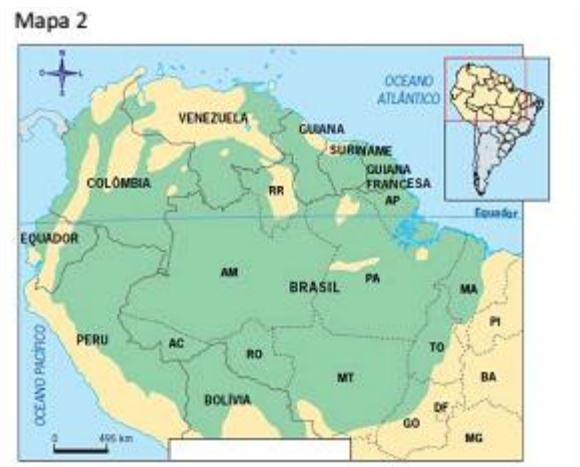 Mapa 2
N
O
L
S
OCEANO
ATLÂNTICO
VENEZUELA
GUIANA
SURINAME
GUIANA
FRANCESA
COLÔMBIA
RR
AP
Equador
EQUADOR
AM
BRASIL
PA
MA
PERU
AC
RO
TO
PI
MT
BA
BOLÍVIA
DF
GO
MG
OCEANO PACÍFICO
0
495 km